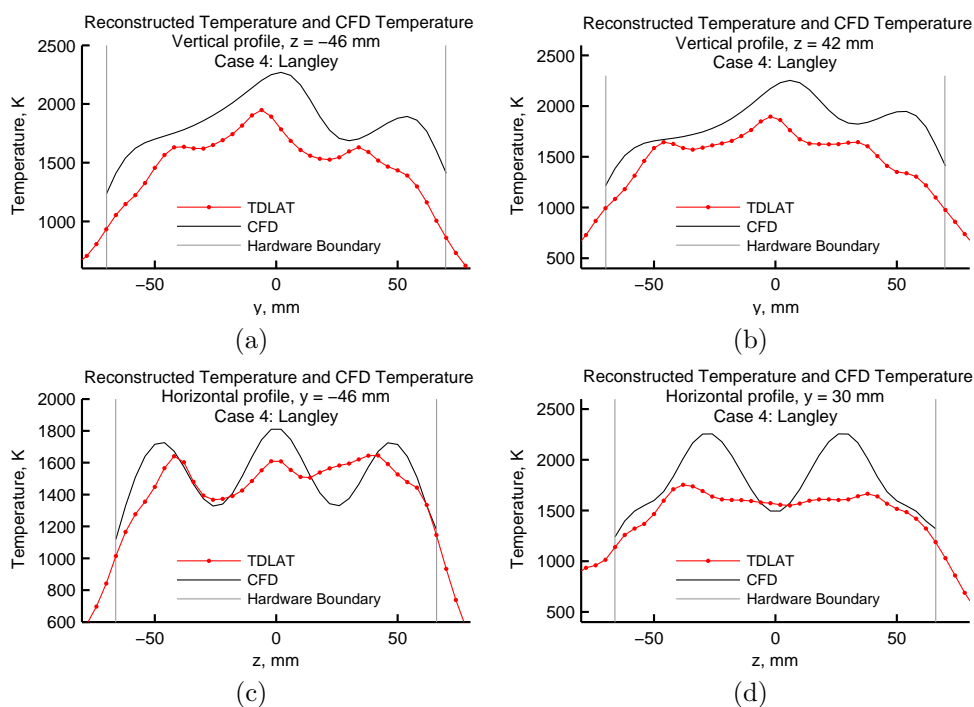 Reconstructed Temperature and CFD Temperature
Vertical profile, z = −46 mm
Case 4: Langley
2500
2000
1500
1000
Temperature, K
TDLAT
CFD
Hardware Boundary
−50
0
50
y, mm
(a)
Reconstructed Temperature and CFD Temperature
Vertical profile, z = 42 mm
Case 4: Langley
2500
2000
1500
1000
500
Temperature, K
TDLAT
CFD
Hardware Boundary
−50
0
50
y, mm
(b)
Reconstructed Temperature and CFD Temperature
Horizontal profile, y = −46 mm
Case 4: Langley
2000
1800
1600
1400
1200
1000
800
600
Temperature, K
TDLAT
CFD
Hardware Boundary
−50
0
50
z, mm
(c)
Reconstructed Temperature and CFD Temperature
Horizontal profile, y = 30 mm
Case 4: Langley
2500
2000
1500
1000
500
Temperature, K
TDLAT
CFD
Hardware Boundary
−50
0
50
z, mm
(d)